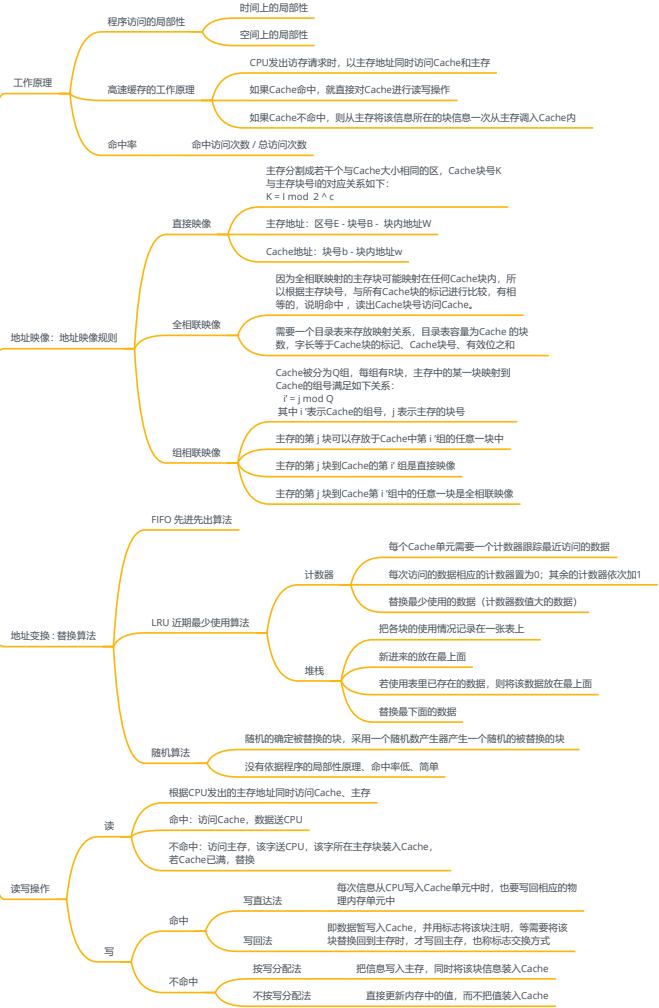 时间上的局部性
程序访问的局部性
空间上的局部性
CPU发出访存请求时，以主存地址同时访问Cache和主存
工作原理
高速缓存的工作原理
如果Cache命中，就直接对Cache进行读写操作
如果Cache不命中，则从主存将该信息所在的块信息一次从主存调入Cache内
命中率
命中访问次数 / 总访问次数
主存分割成若干个与Cache大小相同的区，Cache块号K
与主存块号I的对应关系如下：
K = I mod 2 ^ c
直接映像
主存地址：区号E - 块号B - 块内地址W
Cache地址：块号b - 块内地址w
因为全相联映射的主存块可能映射在任何Cache块内，所
以根据主存块号，与所有Cache块的标记进行比较，有相
等的，说明命中 ，读出Cache块号访问Cache。
地址映像：地址映像规则
全相联映像
需要一个目录表来存放映射关系，目录表容量为Cache 的块
数，字长等于Cache块的标记、Cache块号、有效位之和
Cache被分为Q组，每组有R块，主存中的某一块映射到
Cache的组号满足如下关系：
i’ = j mod Q
其中 i ’表示Cache的组号，j 表示主存的块号
主存的第 j 块可以存放于Cache中第 i ’组的任意一块中
组相联映像
主存的第 j 块到Cache的第 i’ 组是直接映像
主存的第 j 块到Cache第 i ’组中的任意一块是全相联映像
FIFO 先进先出算法
每个Cache单元需要一个计数器跟踪最近访问的数据
计数器
每次访问的数据相应的计数器置为0；其余的计数器依次加1
替换最少使用的数据（计数器数值大的数据）
地址变换 : 替换算法
LRU 近期最少使用算法
把各块的使用情况记录在一张表上
新进来的放在最上面
堆栈
若使用表里已存在的数据，则将该数据放在最上面
替换最下面的数据
随机的确定被替换的块，采用一个随机数产生器产生一个随机的被替换的块
随机算法
没有依据程序的局部性原理、命中率低、简单
根据CPU发出的主存地址同时访问Cache、主存
读
命中：访问Cache，数据送CPU
不命中：访问主存，该字送CPU，该字所在主存块装入Cache，
若Cache已满，替换
读写操作
每次信息从CPU写入Cache单元中时，也要写回相应的物
理内存单元中
写直达法
命中
即数据暂写入Cache，并用标志将该块注明，等需要将该
块替换回到主存时，才写回主存，也称标志交换方式
写回法
写
按写分配法
把信息写入主存，同时将该块信息装入Cache
不命中
不按写分配法
直接更新内存中的值，而不把值装入Cache